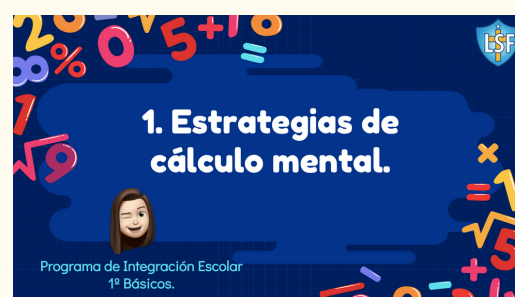 LSF
1. Estrategias de
cálculo mental.
Programa de Integración Escolar
1º Básicos.